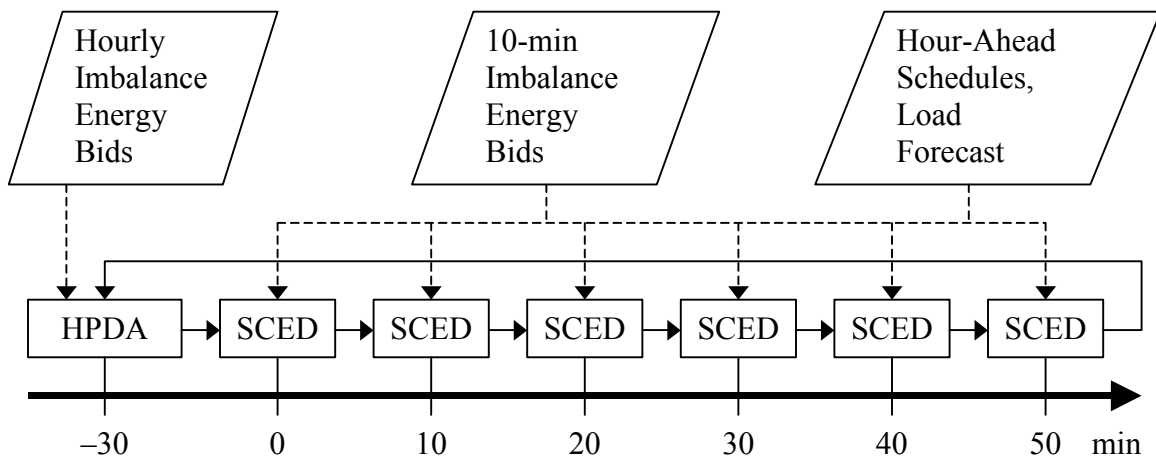 Hourly
Imbalance
Energy
Bids
10-min
Imbalance
Energy
Bids
Hour-Ahead
Schedules,
Load
Forecast
HPDA
SCED
SCED
SCED
SCED
SCED
SCED
–30
0
10
20
30
40
50
min